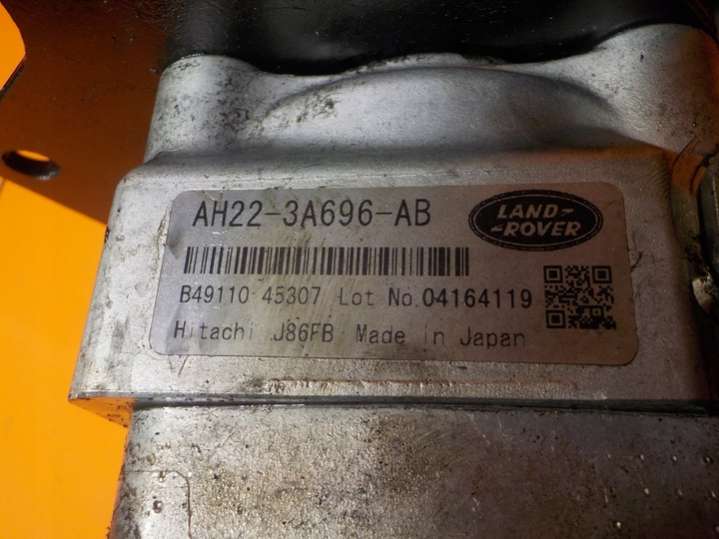 AH22-3A696-AB
LAND-
-ROVER
B49110 45307 Lot No.04164119
Hitachi J86FB Made in Japan